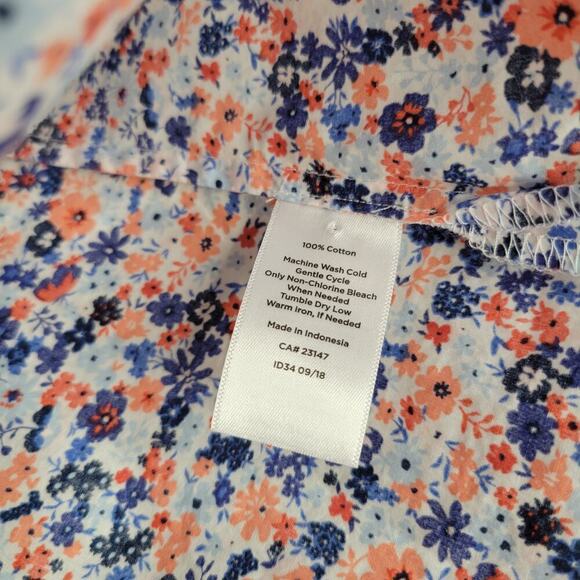 100% Cotton
Machine Wash Cold
Gentle Cycle
Only Non-Chlorine Bleach
When Needed
Tumble Dry Low
Warm Iron, If Needed
Made in Indonesia
CA# 23147
ID34 09/18